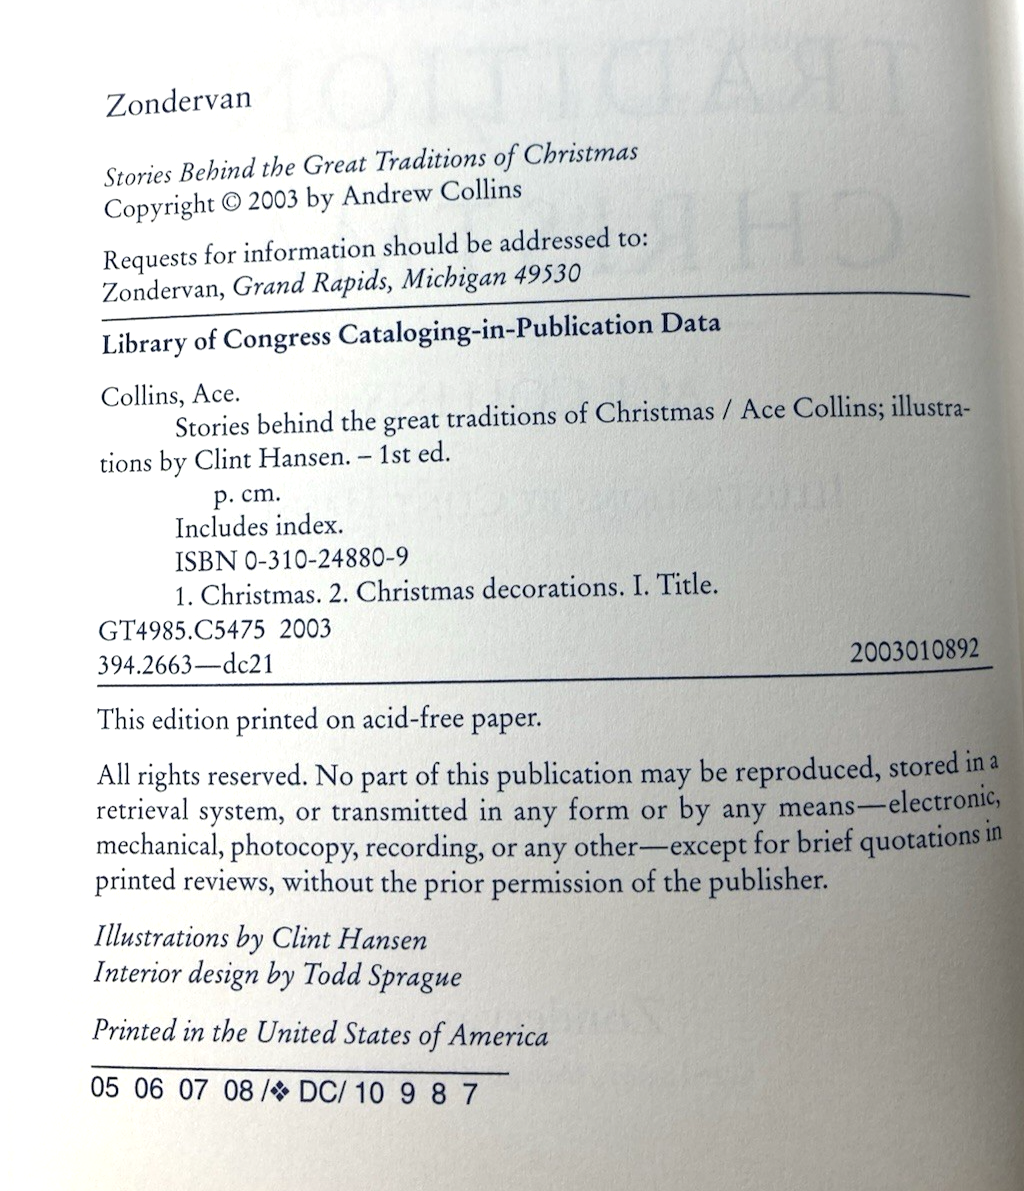 Zondervan
Stories Behind the Great Traditions of Christmas
Copyright © 2003 by Andrew Collins
Requests for information should be addressed to:
Zondervan, Grand Rapids, Michigan 49530
Library of Congress Cataloging-in-Publication Data
Collins, Ace.
Stories behind the great traditions of Christmas / Ace Collins; illustra-
tions by Clint Hansen. – 1st ed.
p. cm.
Includes index.
ISBN 0-310-24880-9
1. Christmas. 2. Christmas decorations. I. Title.
GT4985.C5475 2003
394.2663—dc21 2003010892
This edition printed on acid-free paper.
All rights reserved. No part of this publication may be reproduced, stored in a
retrieval system, or transmitted in any form or by any means—electronic,
mechanical, photocopy, recording, or any other—except for brief quotations in
printed reviews, without the prior permission of the publisher.
Illustrations by Clint Hansen
Interior design by Todd Sprague
Printed in the United States of America
05 06 07 08 /❖ DC/ 10 9 8 7